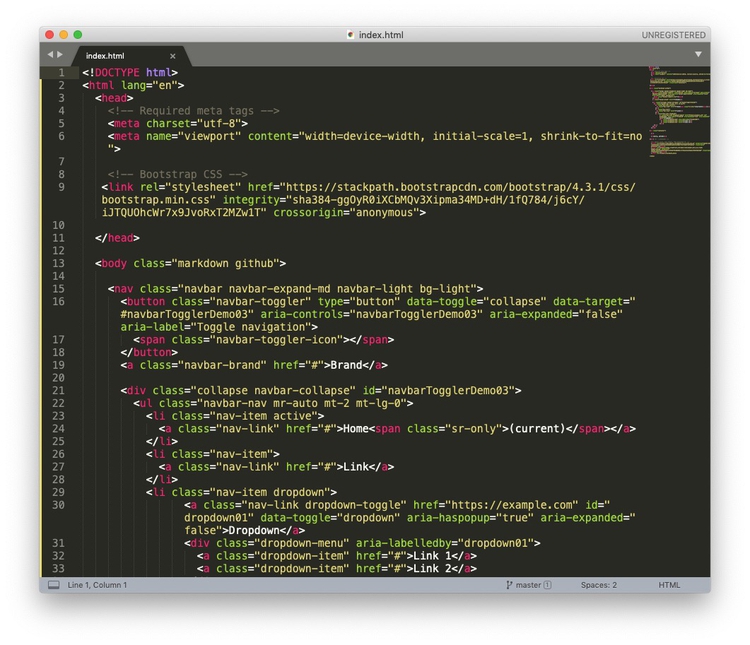 index.html
UNREGISTERED
index.html
1 <!DOCTYPE html>
2 <html lang="en">
3 <head>
4 <!-- Required meta tags -->
5 <meta charset="utf-8">
6 <meta name="viewport" content="width=device-width, initial-scale=1, shrink-to-fit=no
">
7
8 <!-- Bootstrap CSS -->
9 <link rel="stylesheet" href="https://stackpath.bootstrapcdn.com/bootstrap/4.3.1/css/
bootstrap.min.css" integrity="sha384-ggOyR0iXCbMQv3Xipma34MD+dH/1fQ784/j6cY/
iJTQUOhcWr7x9JvoRxT2MZw1T" crossorigin="anonymous">
10
11 </head>
12
13 <body class="markdown github">
14
15 <nav class="navbar navbar-expand-md navbar-light bg-light">
16 <button class="navbar-toggler" type="button" data-toggle="collapse" data-target="
#navbarTogglerDemo03" aria-controls="navbarTogglerDemo03" aria-expanded="false"
aria-label="Toggle navigation">
17 <span class="navbar-toggler-icon"></span>
18 </button>
19 <a class="navbar-brand" href="#">Brand</a>
20
21 <div class="collapse navbar-collapse" id="navbarTogglerDemo03">
22 <ul class="navbar-nav mr-auto mt-2 mt-lg-0">
23 <li class="nav-item active">
24 <a class="nav-link" href="#">Home<span class="sr-only">(current)</span></a>
25 </li>
26 <li class="nav-item">
27 <a class="nav-link" href="#">Link</a>
28 </li>
29 <li class="nav-item dropdown">
30 <a class="nav-link dropdown-toggle" href="https://example.com" id="
dropdown01" data-toggle="dropdown" aria-haspopup="true" aria-expanded="
false">Dropdown</a>
31 <div class="dropdown-menu" aria-labelledby="dropdown01">
32 <a class="dropdown-item" href="#">Link 1</a>
33 <a class="dropdown-item" href="#">Link 2</a>
Line 1, Column 1
master 1
Spaces: 2
HTML